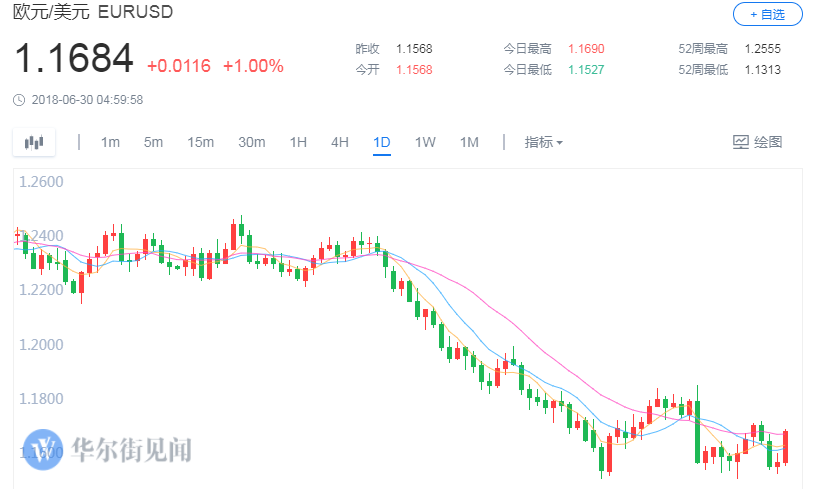 欧元/美元 EURUSD
+ 自选
1.1684 +0.0116 +1.00%
昨收 1.1568 今日最高 1.1690 52周最高 1.2555
今开 1.1568 今日最低 1.1527 52周最低 1.1313
2018-06-30 04:59:58
1m 5m 15m 30m 1H 4H 1D 1W 1M 指标 绘图
1.2600
1.2400
1.2200
1.2000
1.1800
1.1600
华尔街见闻